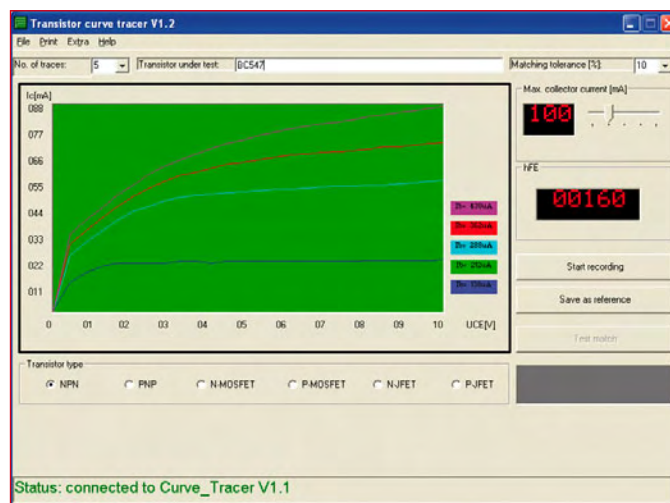 Transistor curve tracer V1.2
File Print Extra Help
No. of traces: 5 Transistor under test: BC547 Matching tolerance [%]: 10
Ic[mA]
088
077
066
055
044
033
022
011
0 01 02 03 04 05 06 07 08 09 10 UCE[V]
Max. collector current [mA]
100
hFE
00160
Start recording
Save as reference
Test match
Transistor type
NPN PNP N-MOSFET P-MOSFET N-JFET P-JFET
Status: connected to Curve_Tracer V1.1